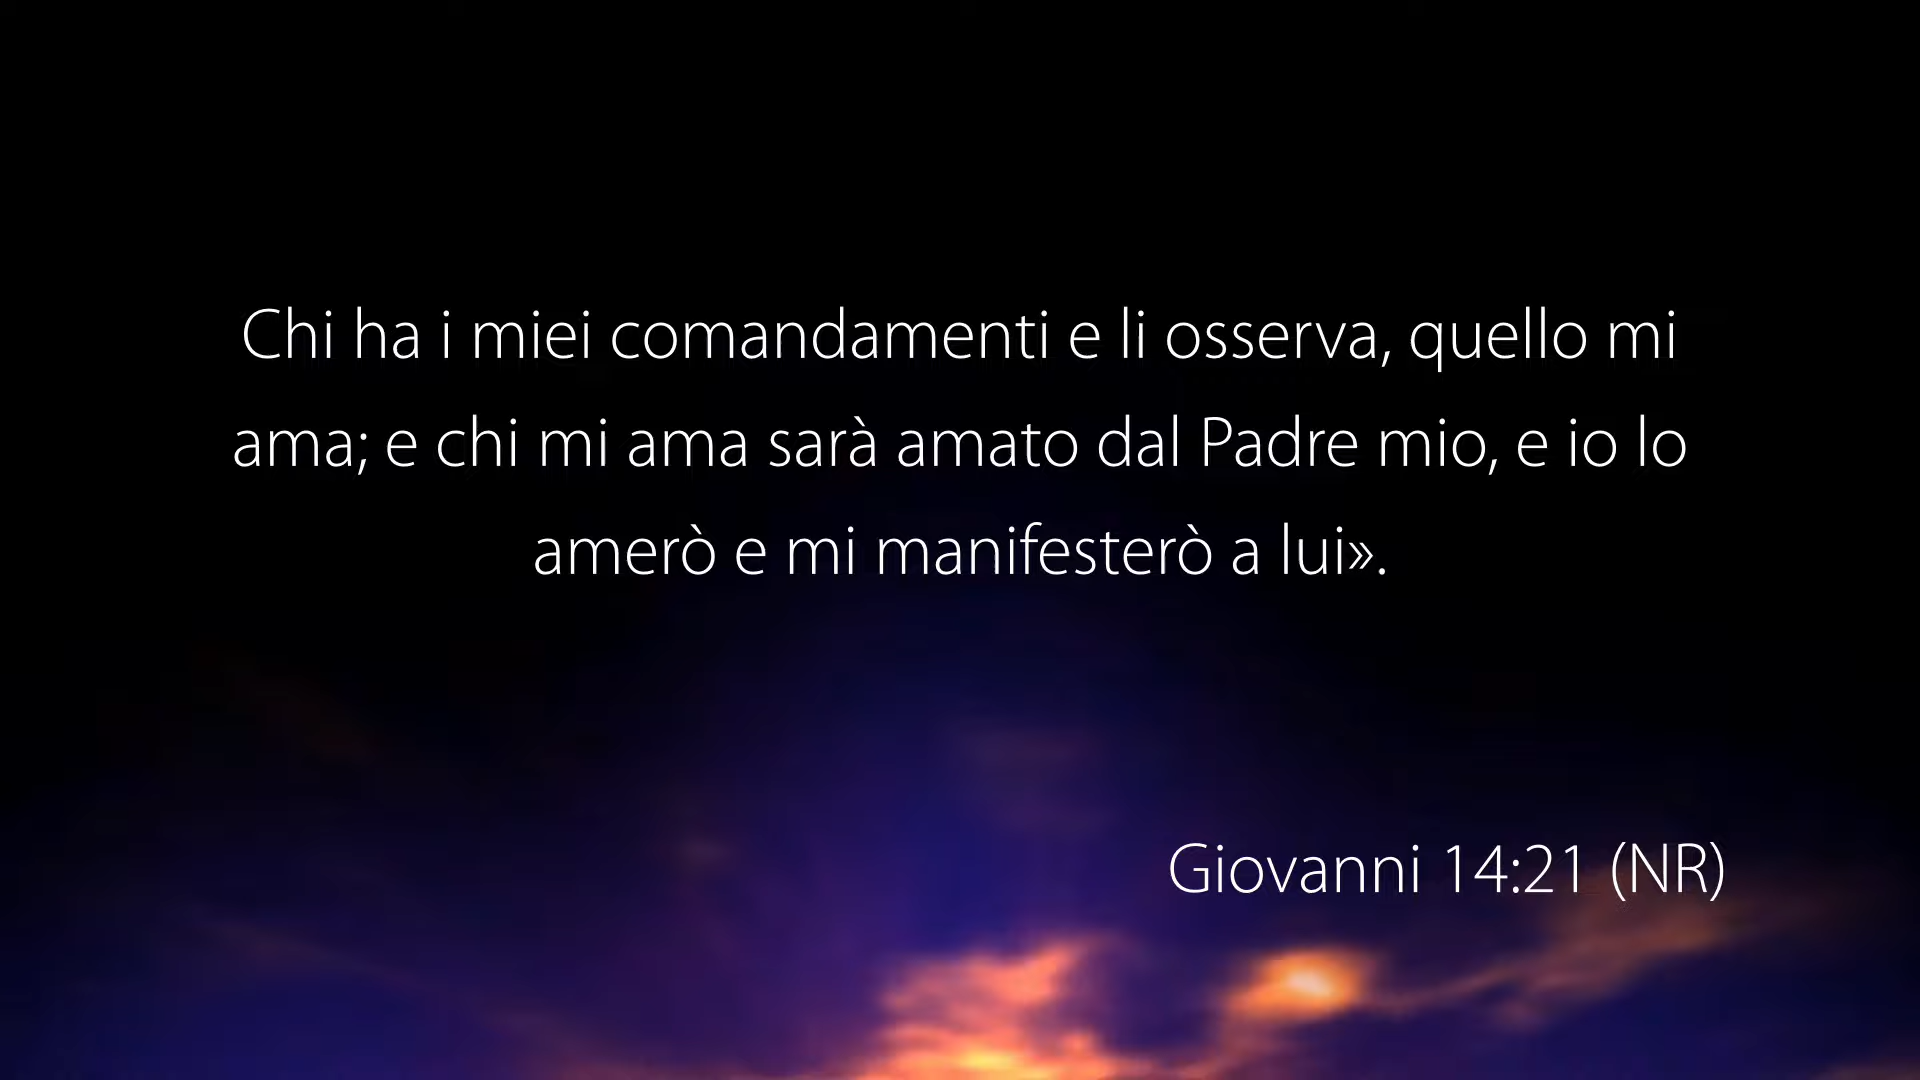 Chi ha i miei comandamenti e li osserva, quello mi
ama; e chi mi ama sarà amato dal Padre mio, e io lo
amerò e mi manifesterò a lui».
Giovanni 14:21 (NR)